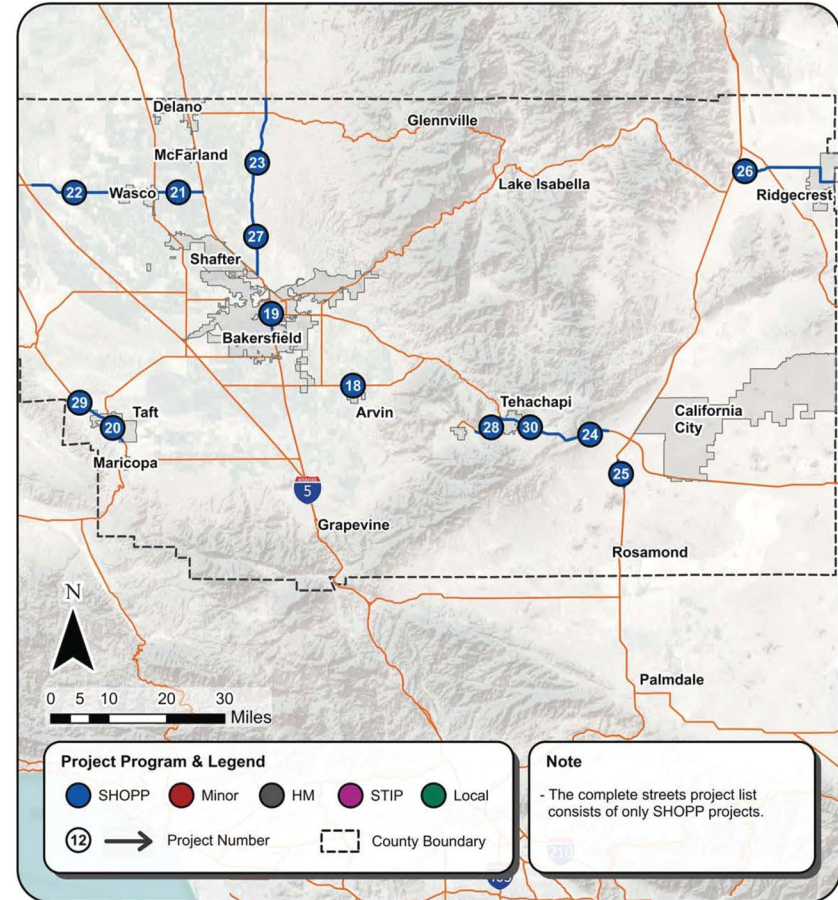 Delano
Glennville
McFarland
23
26
22
Wasco
21
Lake Isabella
Ridgecrest
27
Shafter
19
Bakersfield
18
29
Taft
Arvin
Tehachapi
California
City
20
28
30
24
Maricopa
25
5
Grapevine
Rosamond
N
Palmdale
0 5 10 20 30
Miles
Project Program & Legend
SHOPP
Minor
HM
STIP
Local
12
Project Number
County Boundary
Note
- The complete streets project list
consists of only SHOPP projects.
210